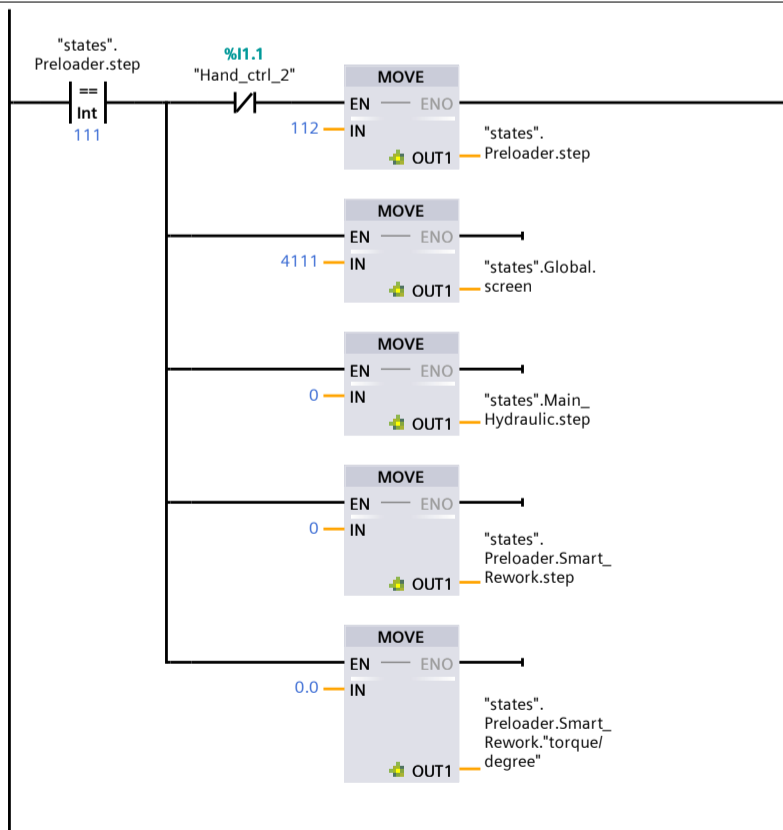 "states".
Preloader.step
==
Int
111
%I1.1
"Hand_ctrl_2"
MOVE
EN
ENO
112
IN
OUT1
"states".
Preloader.step
MOVE
EN
ENO
4111
IN
OUT1
"states".Global.
screen
MOVE
EN
ENO
0
IN
OUT1
"states".Main_
Hydraulic.step
MOVE
EN
ENO
0
IN
OUT1
"states".
Preloader.Smart_
Rework.step
MOVE
EN
ENO
0.0
IN
OUT1
"states".
Preloader.Smart_
Rework."torque/
degree"